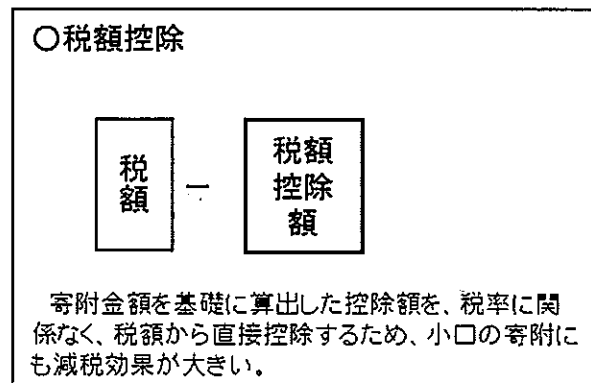 ○税額控除
税額
－
税額
控除
額
寄附金額を基礎に算出した控除額を、税率に関
係なく、税額から直接控除するため、小口の寄附に
も減税効果が大きい。